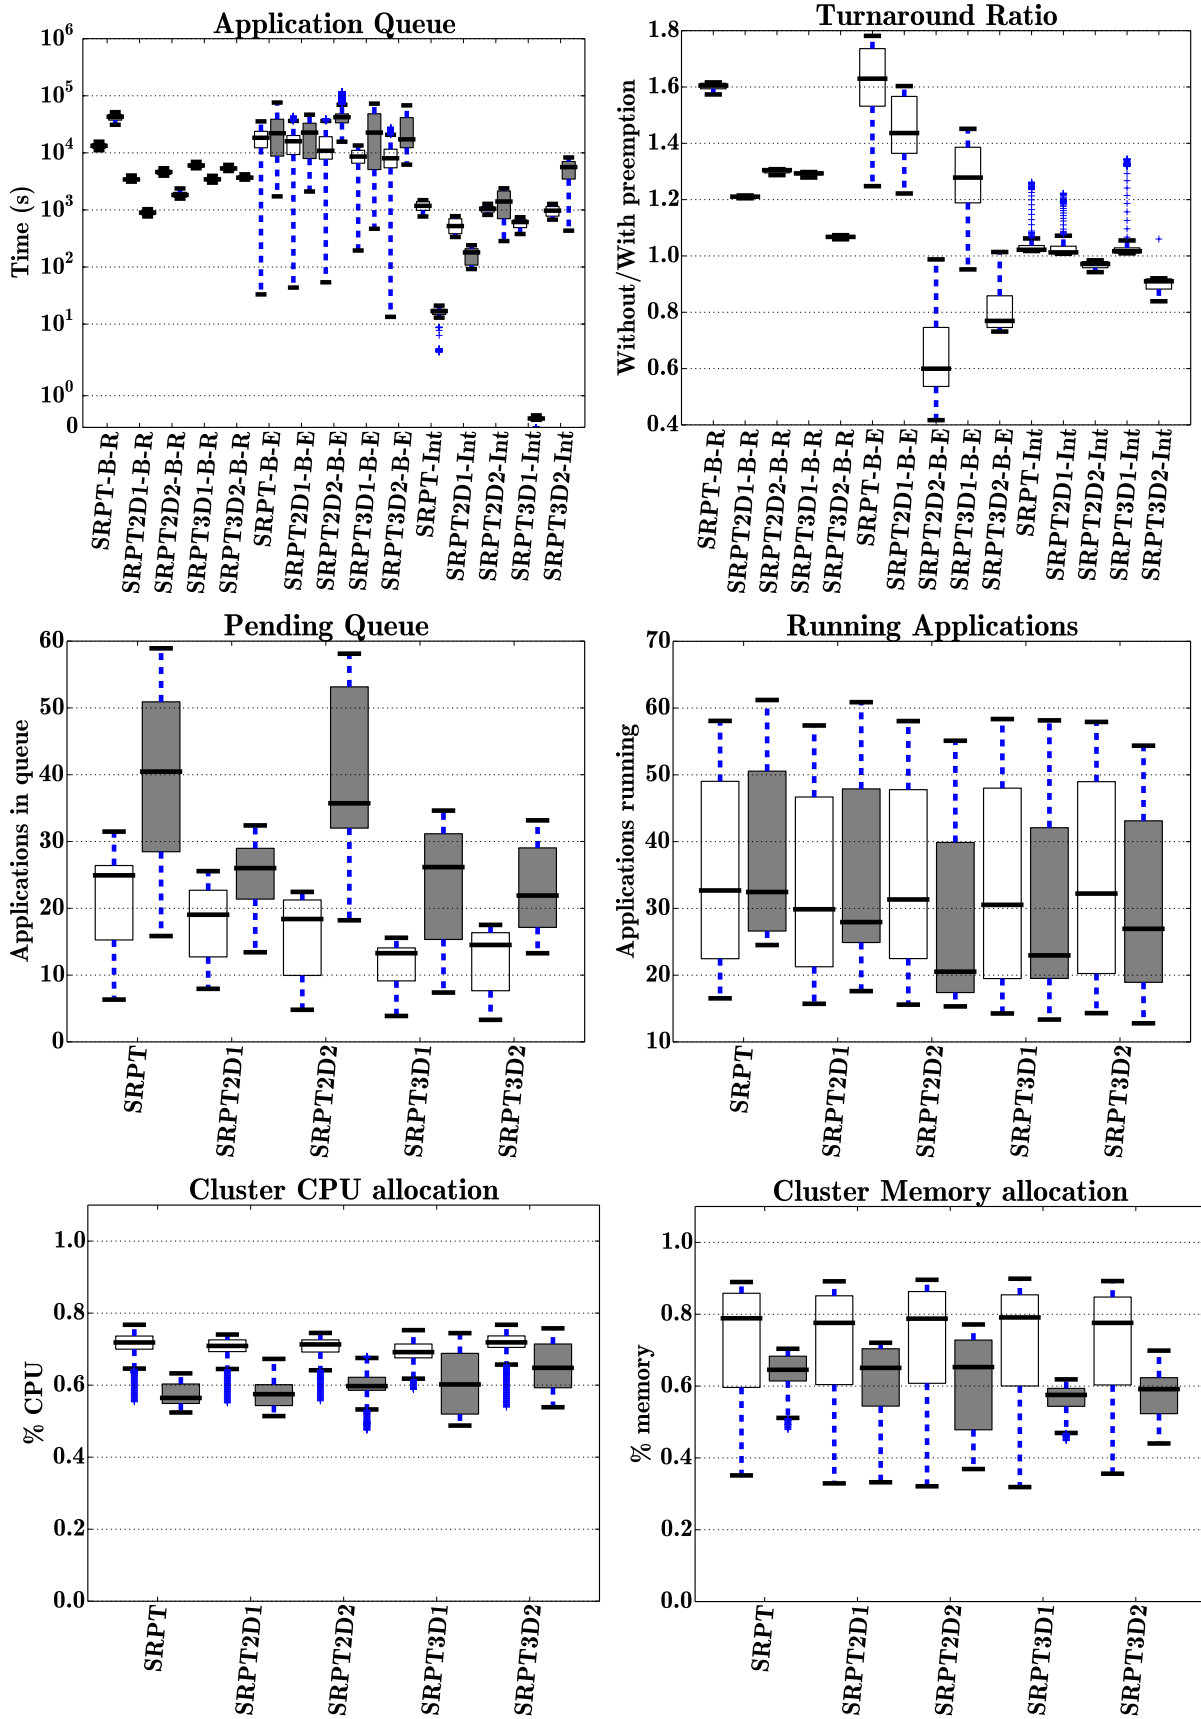 Application Queue
Time (s)
10^6
10^5
10^4
10^3
10^2
10^1
10^0
0
SRPT-B-R
SRPT2D1-B-R
SRPT2D2-B-R
SRPT3D1-B-R
SRPT3D2-B-R
SRPT-B-E
SRPT2D1-B-E
SRPT2D2-B-E
SRPT3D1-B-E
SRPT3D2-B-E
SRPT-Int
SRPT2D1-Int
SRPT2D2-Int
SRPT3D1-Int
SRPT3D2-Int
Turnaround Ratio
Without/With preemption
1.8
1.6
1.4
1.2
1.0
0.8
0.6
0.4
SRPT-B-R
SRPT2D1-B-R
SRPT2D2-B-R
SRPT3D1-B-R
SRPT3D2-B-R
SRPT-B-E
SRPT2D1-B-E
SRPT2D2-B-E
SRPT3D1-B-E
SRPT3D2-B-E
SRPT-Int
SRPT2D1-Int
SRPT2D2-Int
SRPT3D1-Int
SRPT3D2-Int
Pending Queue
Applications in queue
60
50
40
30
20
10
0
SRPT
SRPT2D1
SRPT2D2
SRPT3D1
SRPT3D2
Running Applications
Applications running
70
60
50
40
30
20
10
SRPT
SRPT2D1
SRPT2D2
SRPT3D1
SRPT3D2
Cluster CPU allocation
% CPU
1.0
0.8
0.6
0.4
0.2
0.0
SRPT
SRPT2D1
SRPT2D2
SRPT3D1
SRPT3D2
Cluster Memory allocation
% memory
1.0
0.8
0.6
0.4
0.2
0.0
SRPT
SRPT2D1
SRPT2D2
SRPT3D1
SRPT3D2